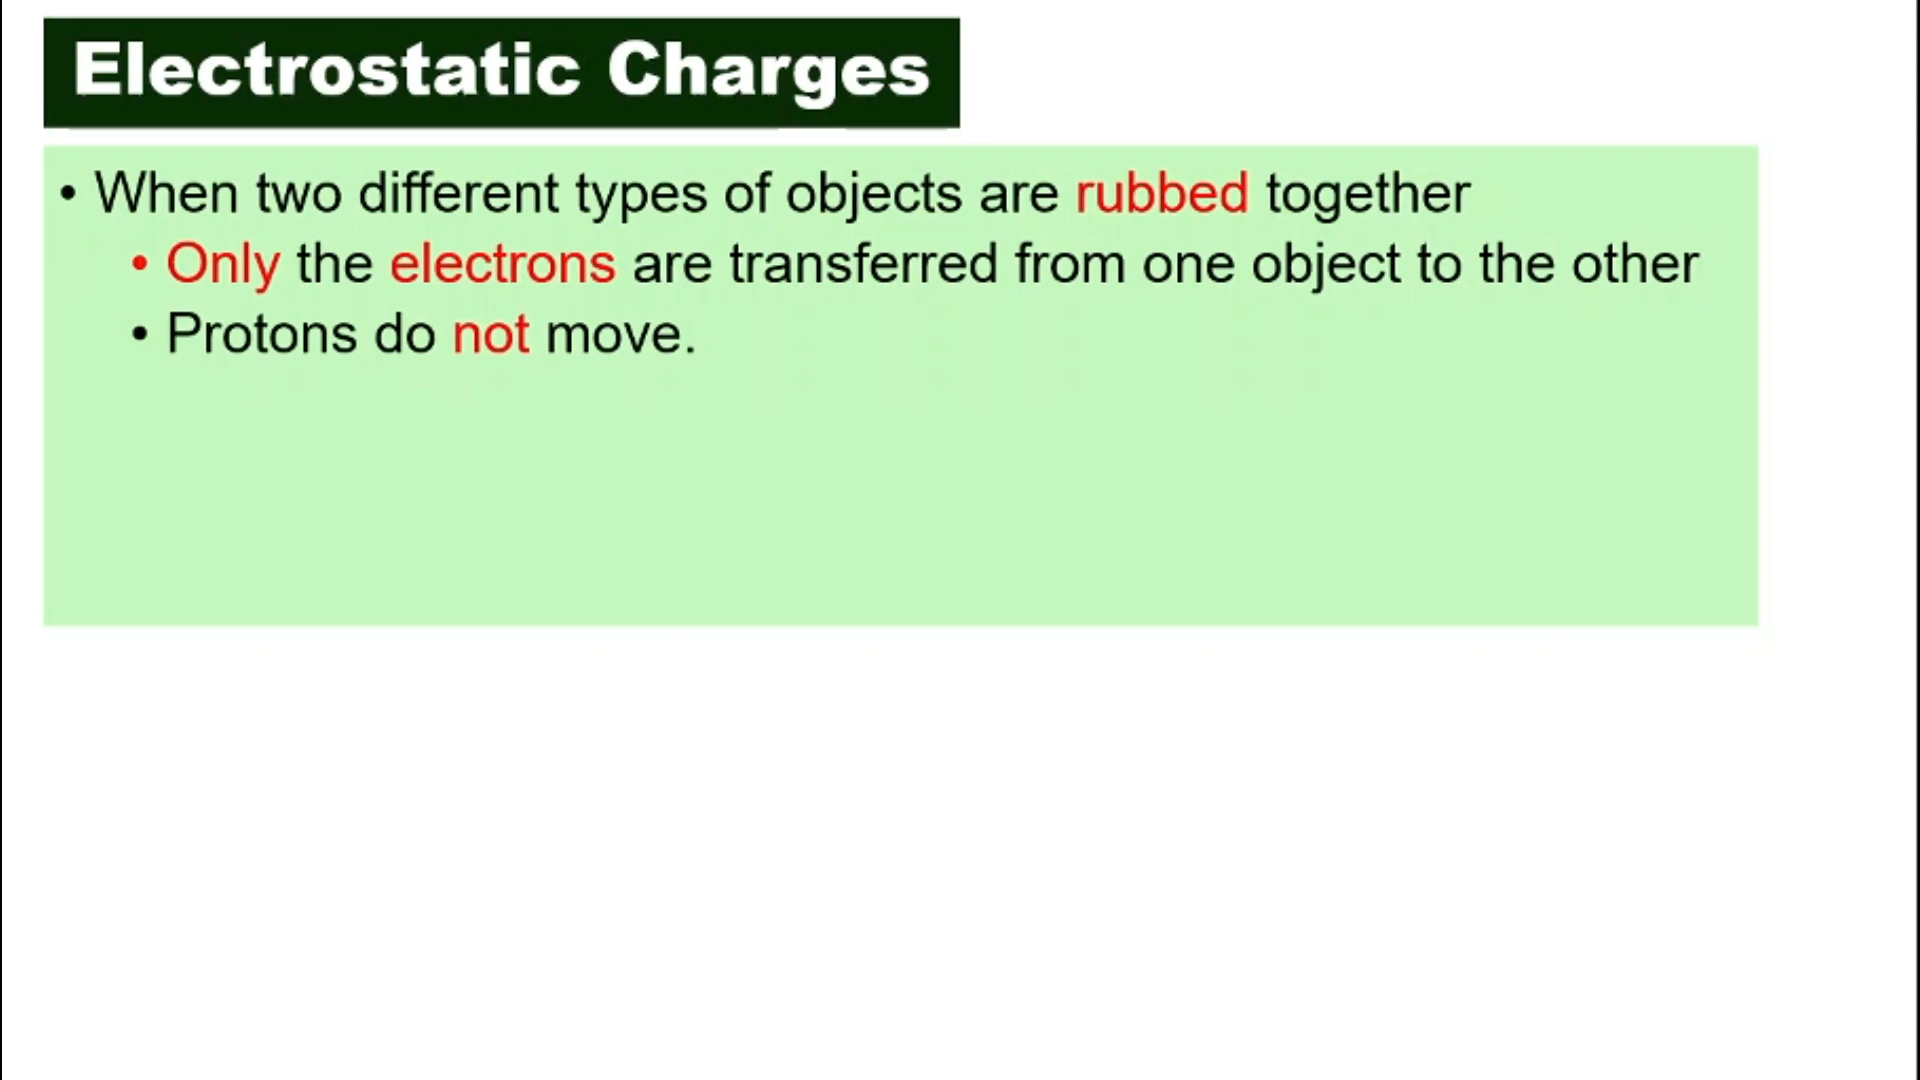 Electrostatic Charges
• When two different types of objects are rubbed together
• Only the electrons are transferred from one object to the other
• Protons do not move.